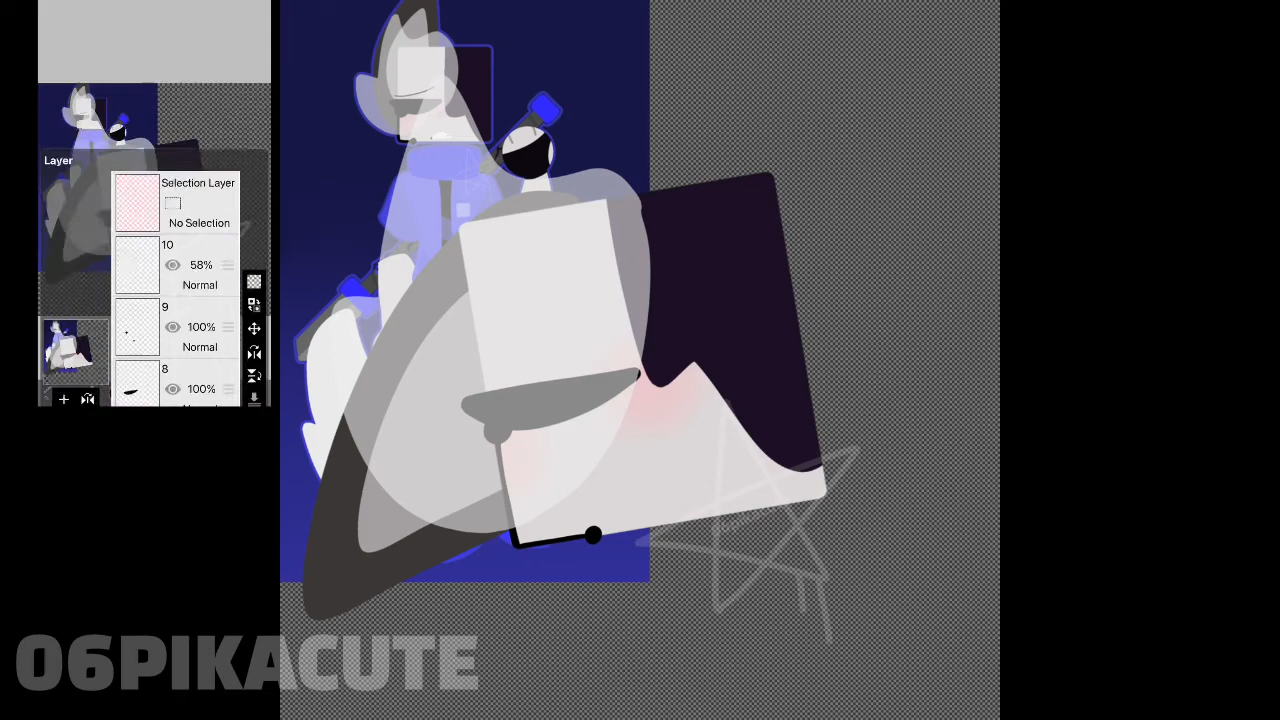 Layer
Selection Layer
No Selection
10
58%
Normal
9
100%
Normal
8
100%
06PIKACUTE